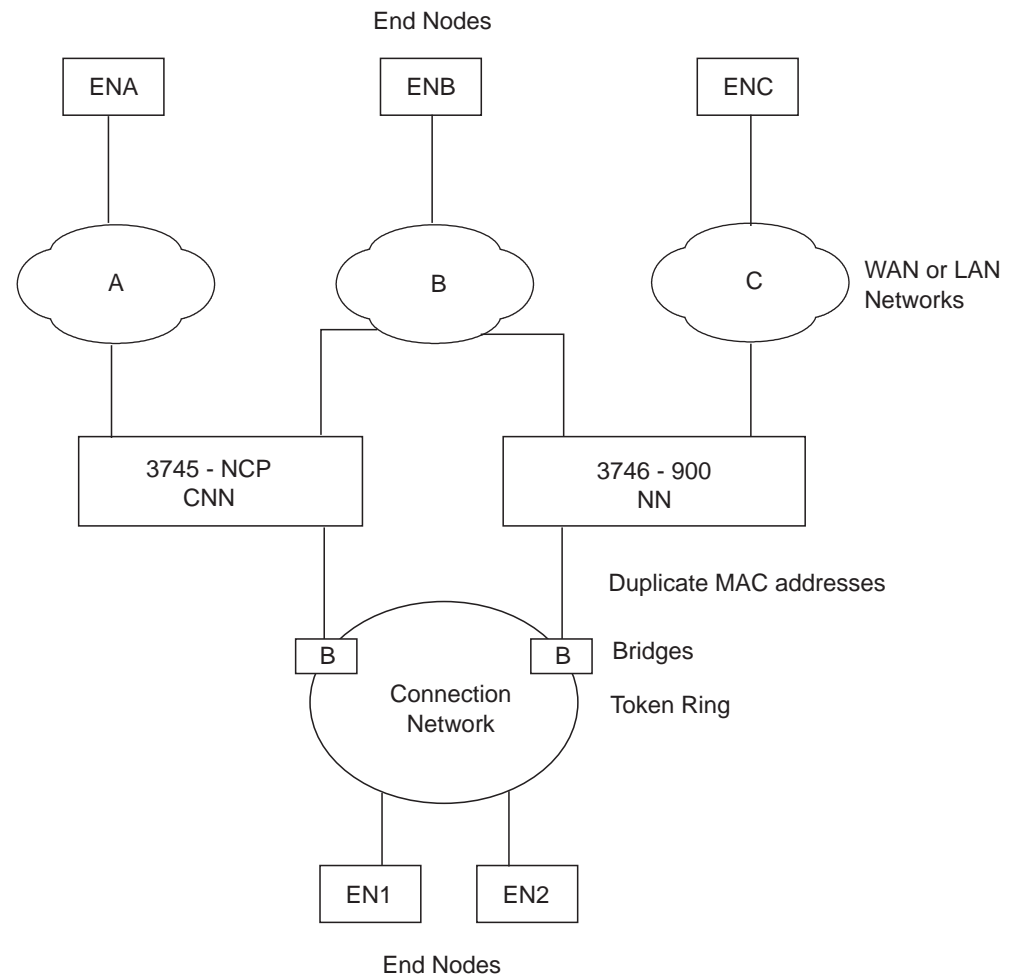 End Nodes
ENA
ENB
ENC
A
B
C
WAN or LAN
Networks
3745 - NCP
CNN
3746 - 900
NN
Duplicate MAC addresses
B
B
Bridges
Connection
Network
Token Ring
EN1
EN2
End Nodes